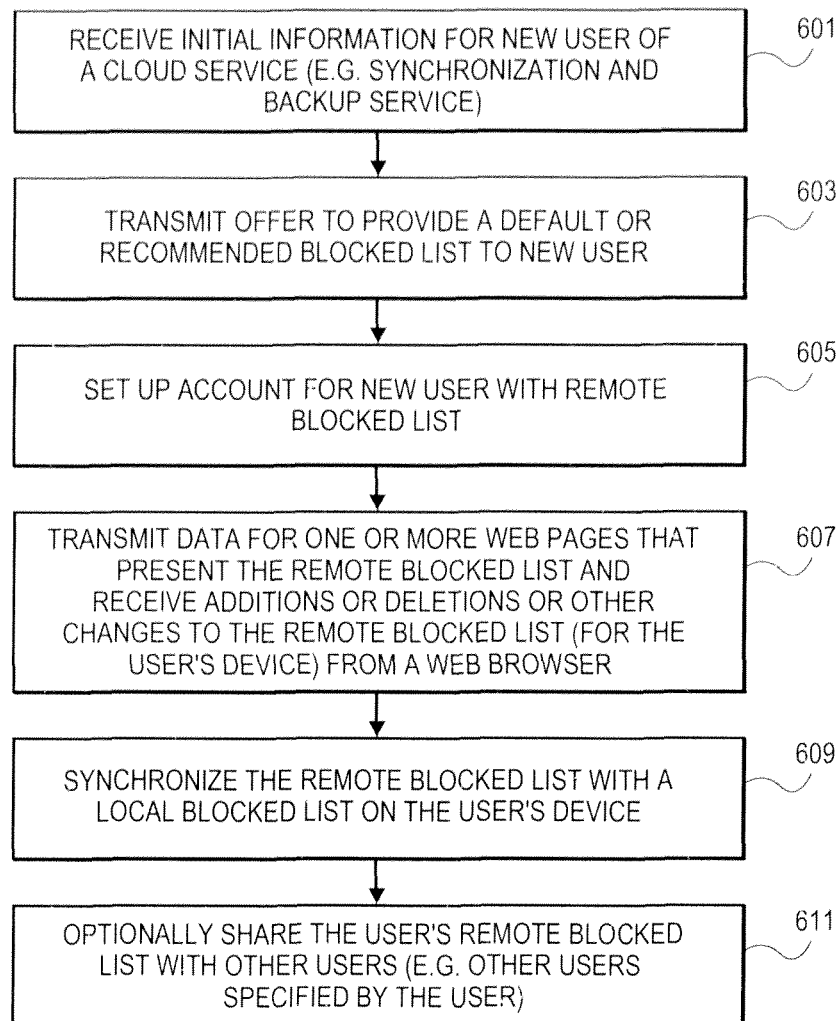 RECEIVE INITIAL INFORMATION FOR NEW USER OF
A CLOUD SERVICE (E.G. SYNCHRONIZATION AND
BACKUP SERVICE)
601
TRANSMIT OFFER TO PROVIDE A DEFAULT OR
RECOMMENDED BLOCKED LIST TO NEW USER
603
SET UP ACCOUNT FOR NEW USER WITH REMOTE
BLOCKED LIST
605
TRANSMIT DATA FOR ONE OR MORE WEB PAGES THAT
PRESENT THE REMOTE BLOCKED LIST AND
RECEIVE ADDITIONS OR DELETIONS OR OTHER
CHANGES TO THE REMOTE BLOCKED LIST (FOR THE
USER'S DEVICE) FROM A WEB BROWSER
607
SYNCHRONIZE THE REMOTE BLOCKED LIST WITH A
LOCAL BLOCKED LIST ON THE USER'S DEVICE
609
OPTIONALLY SHARE THE USER'S REMOTE BLOCKED
LIST WITH OTHER USERS (E.G. OTHER USERS
SPECIFIED BY THE USER)
611